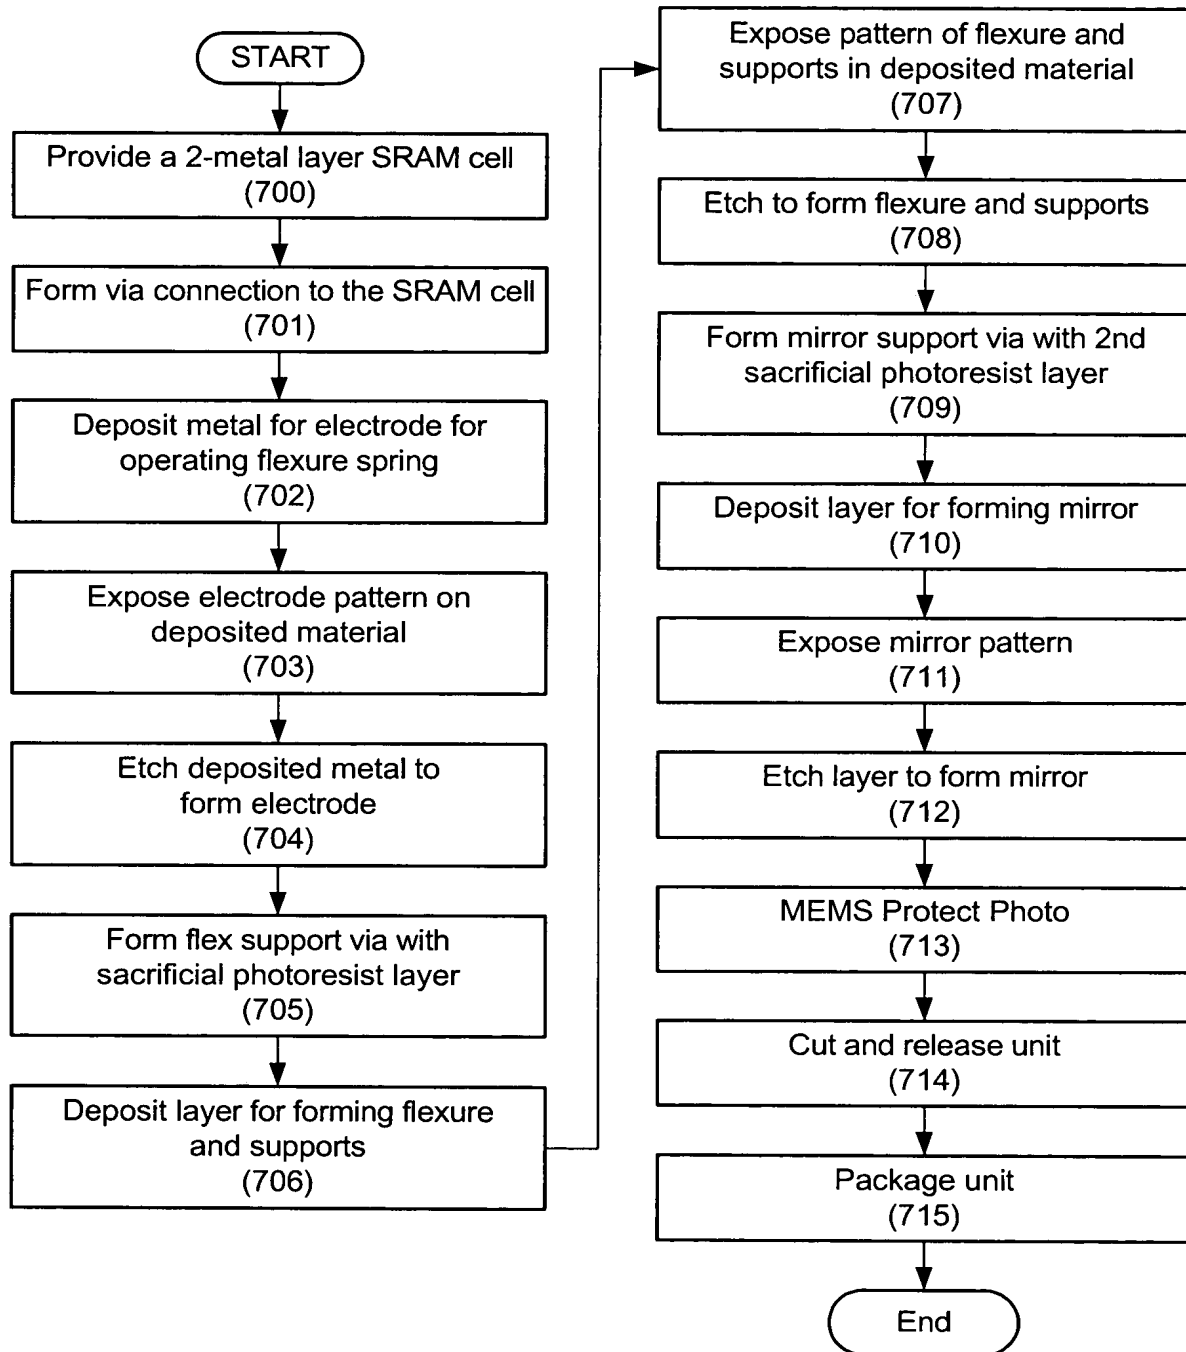 START
Provide a 2-metal layer SRAM cell
(700)
Form via connection to the SRAM cell
(701)
Deposit metal for electrode for
operating flexure spring
(702)
Expose electrode pattern on
deposited material
(703)
Etch deposited metal to
form electrode
(704)
Form flex support via with
sacrificial photoresist layer
(705)
Deposit layer for forming flexure
and supports
(706)
Expose pattern of flexure and
supports in deposited material
(707)
Etch to form flexure and supports
(708)
Form mirror support via with 2nd
sacrificial photoresist layer
(709)
Deposit layer for forming mirror
(710)
Expose mirror pattern
(711)
Etch layer to form mirror
(712)
MEMS Protect Photo
(713)
Cut and release unit
(714)
Package unit
(715)
End